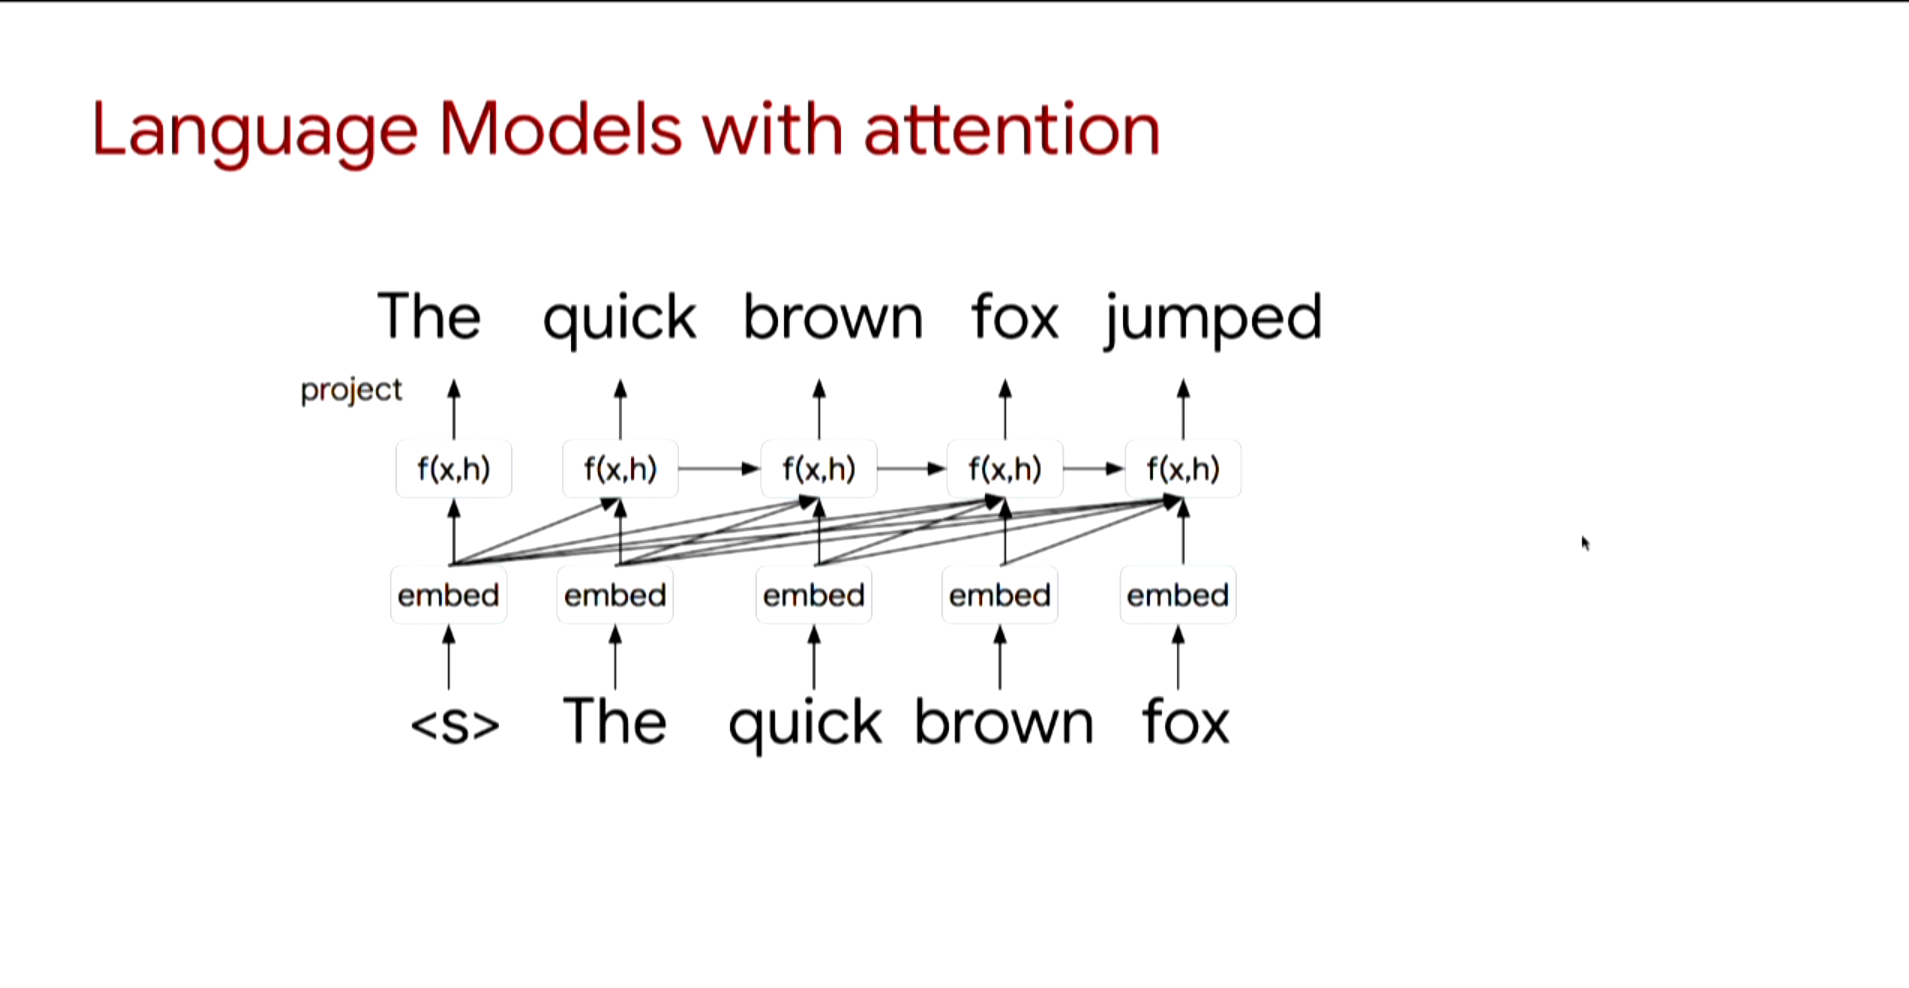 Language Models with attention
The quick brown fox jumped
project
f(x,h) f(x,h) f(x,h) f(x,h) f(x,h)
embed embed embed embed embed
<s> The quick brown fox